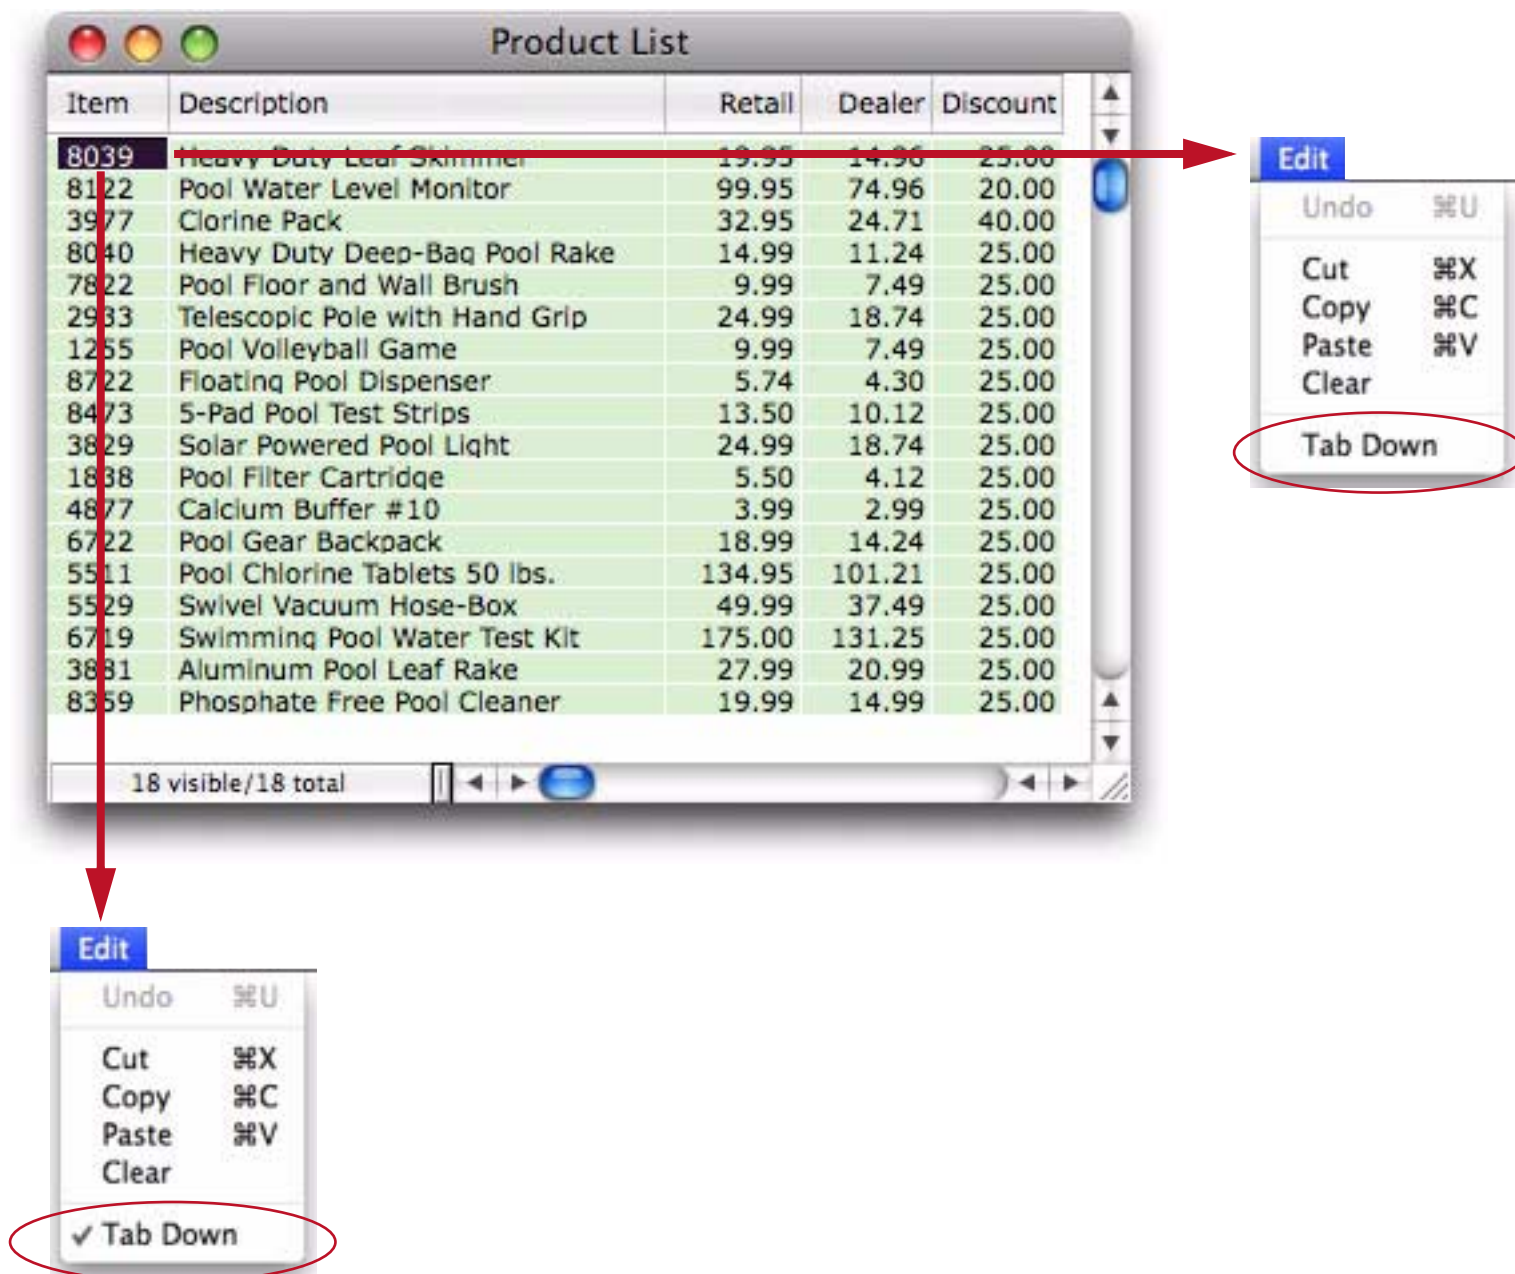 Product List
Item Description Retail Dealer Discount
8039 Heavy Duty Leaf Skimmer 19.95 14.96 25.00
8122 Pool Water Level Monitor 99.95 74.96 20.00
3977 Clorine Pack 32.95 24.71 40.00
8040 Heavy Duty Deep-Bag Pool Rake 14.99 11.24 25.00
7822 Pool Floor and Wall Brush 9.99 7.49 25.00
2933 Telescopic Pole with Hand Grip 24.99 18.74 25.00
1255 Pool Volleyball Game 9.99 7.49 25.00
8722 Floating Pool Dispenser 5.74 4.30 25.00
8473 5-Pad Pool Test Strips 13.50 10.12 25.00
3829 Solar Powered Pool Light 24.99 18.74 25.00
1838 Pool Filter Cartridge 5.50 4.12 25.00
4877 Calcium Buffer #10 3.99 2.99 25.00
6722 Pool Gear Backpack 18.99 14.24 25.00
5511 Pool Chlorine Tablets 50 lbs. 134.95 101.21 25.00
5529 Swivel Vacuum Hose-Box 49.99 37.49 25.00
6719 Swimming Pool Water Test Kit 175.00 131.25 25.00
3881 Aluminum Pool Leaf Rake 27.99 20.99 25.00
8359 Phosphate Free Pool Cleaner 19.99 14.99 25.00
18 visible/18 total
Edit
Undo ⌘U
Cut ⌘X
Copy ⌘C
Paste ⌘V
Clear
Tab Down
Edit
Undo ⌘U
Cut ⌘X
Copy ⌘C
Paste ⌘V
Clear
✓ Tab Down